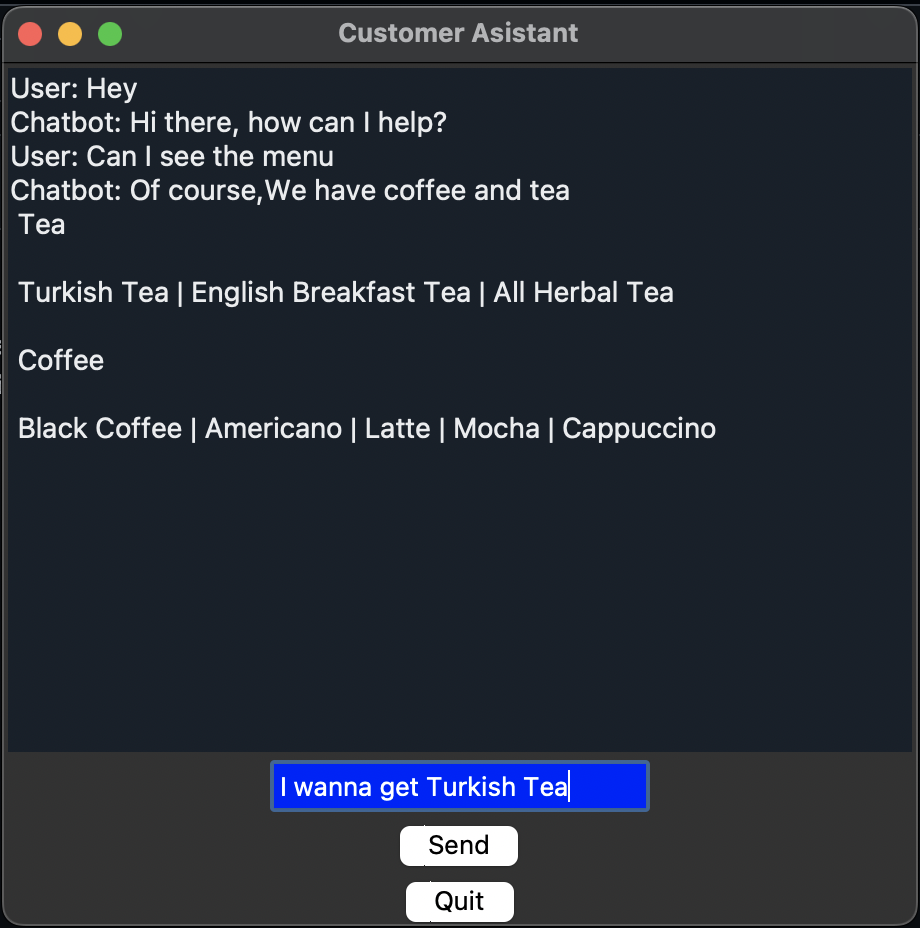 Customer Asistant
User: Hey
Chatbot: Hi there, how can I help?
User: Can I see the menu
Chatbot: Of course,We have coffee and tea
Tea
Turkish Tea | English Breakfast Tea | All Herbal Tea
Coffee
Black Coffee | Americano | Latte | Mocha | Cappuccino
I wanna get Turkish Tea
Send
Quit